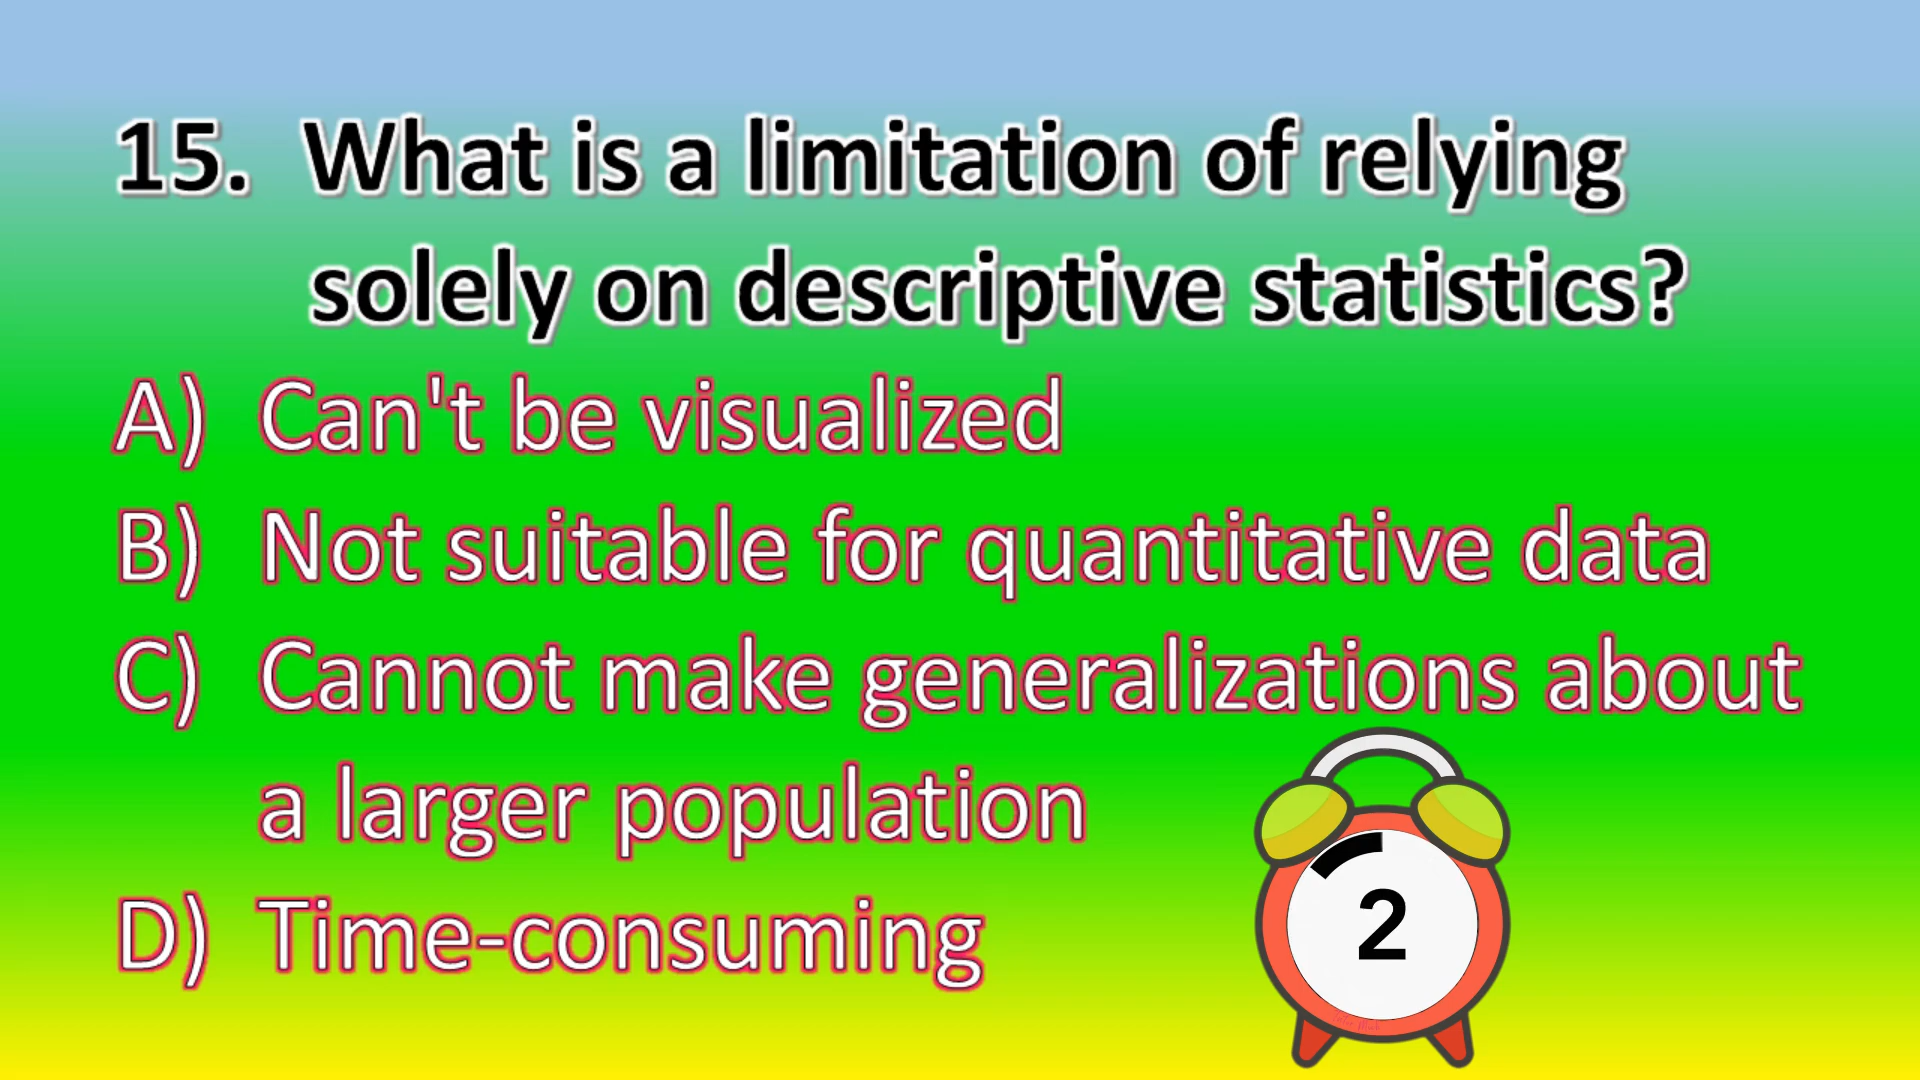 15. What is a limitation of relying
solely on descriptive statistics?
A) Can't be visualized
B) Not suitable for quantitative data
C) Cannot make generalizations about
a larger population
D) Time-consuming
2